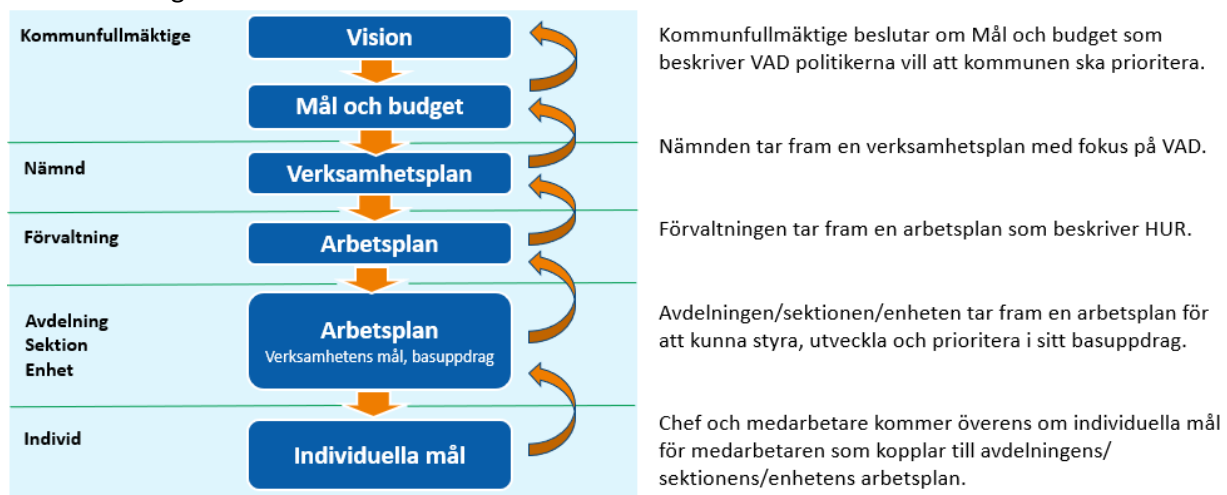 Kommunfullmäktige
Vision
Mål och budget
Kommunfullmäktige beslutar om Mål och budget som
beskriver VAD politikerna vill att kommunen ska prioritera.
Nämnd
Verksamhetsplan
Nämnden tar fram en verksamhetsplan med fokus på VAD.
Förvaltning
Arbetsplan
Förvaltningen tar fram en arbetsplan som beskriver HUR.
Avdelning
Sektion
Enhet
Arbetsplan
Verksamhetens mål, basuppdrag
Avdelningen/sektionen/enheten tar fram en arbetsplan för
att kunna styra, utveckla och prioritera i sitt basuppdrag.
Individ
Individuella mål
Chef och medarbetare kommer överens om individuella mål
för medarbetaren som kopplar till avdelningens/
sektionens/enhetens arbetsplan.